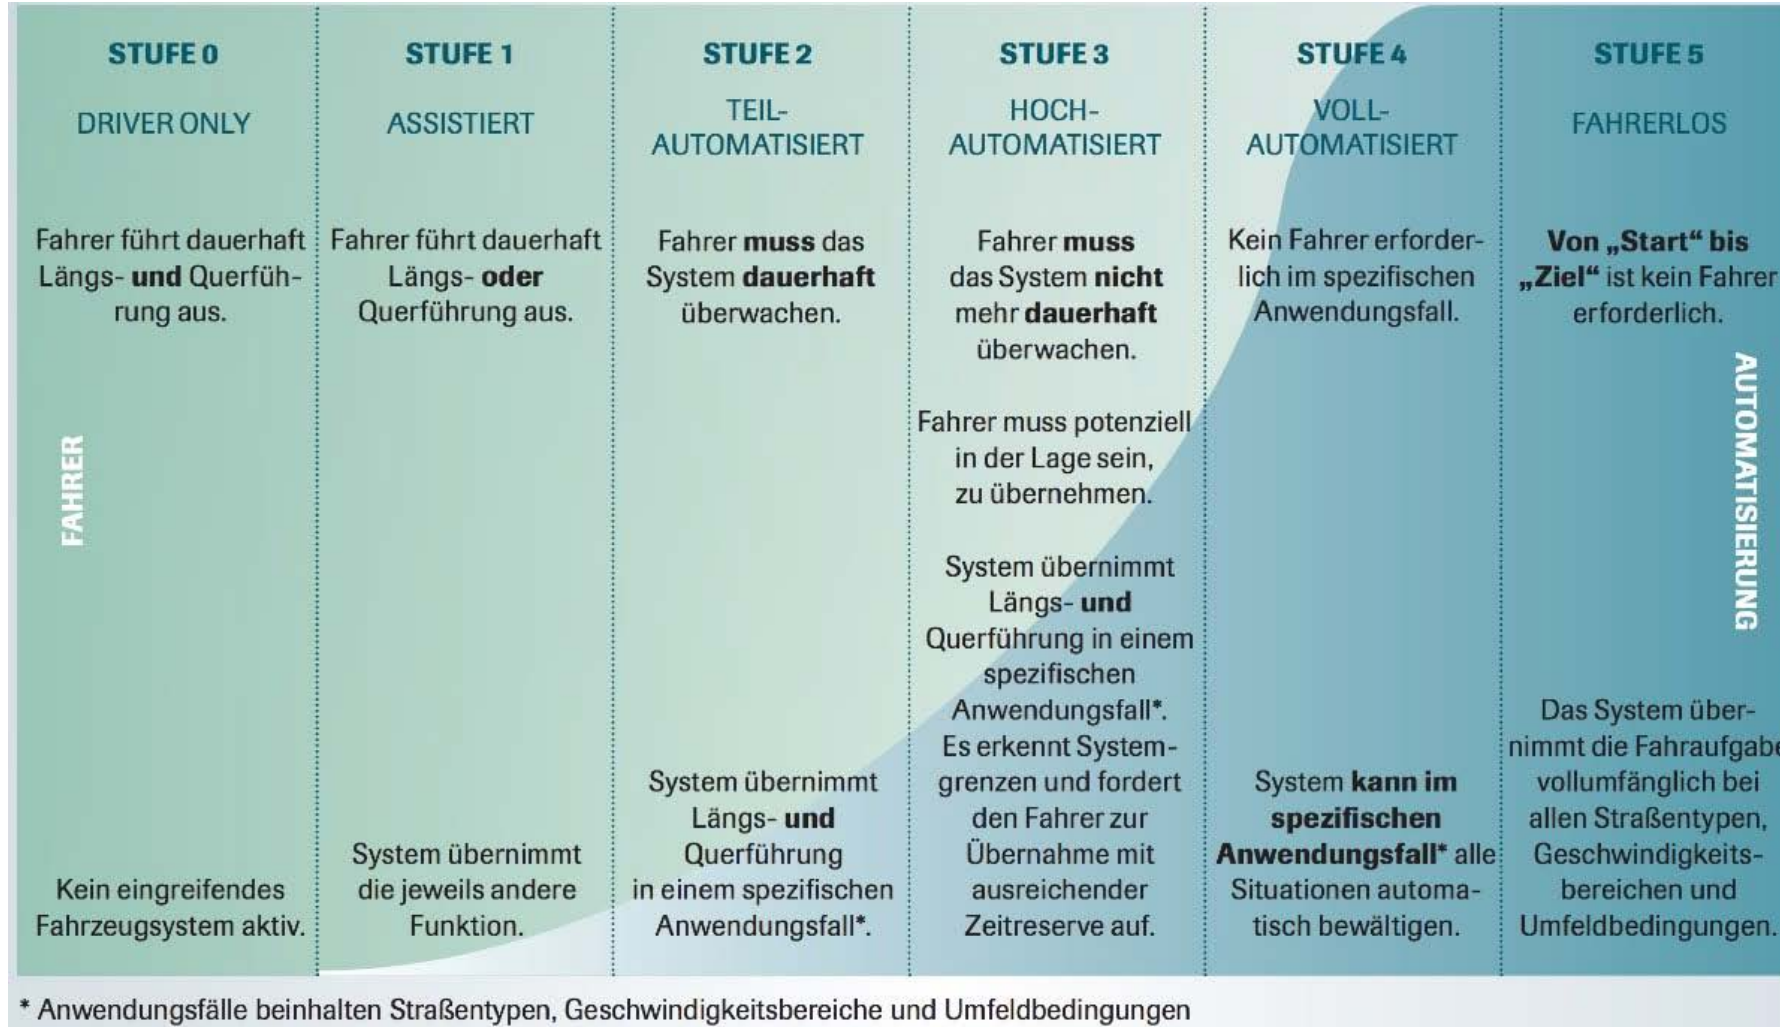 STUFE 0
DRIVER ONLY
Fahrer führt dauerhaft
Längs- und Querfüh-
rung aus.
FAHRER
Kein eingreifendes
Fahrzeugsystem aktiv.
STUFE 1
ASSISTIERT
Fahrer führt dauerhaft
Längs- oder
Querführung aus.
System übernimmt
die jeweils andere
Funktion.
STUFE 2
TEIL-
AUTOMATISIERT
Fahrer muss das
System dauerhaft
überwachen.
System übernimmt
Längs- und
Querführung
in einem spezifischen
Anwendungsfall*.
STUFE 3
HOCH-
AUTOMATISIERT
Fahrer muss
das System nicht
mehr dauerhaft
überwachen.
Fahrer muss potenziell
in der Lage sein,
zu übernehmen.
System übernimmt
Längs- und
Querführung in einem
spezifischen
Anwendungsfall*.
Es erkennt System-
grenzen und fordert
den Fahrer zur
Übernahme mit
ausreichender
Zeitreserve auf.
STUFE 4
VOLL-
AUTOMATISIERT
Kein Fahrer erforder-
lich im spezifischen
Anwendungsfall.
System kann im
spezifischen
Anwendungsfall* alle
Situationen automa-
tisch bewältigen.
STUFE 5
FAHRERLOS
Von „Start“ bis
„Ziel“ ist kein Fahrer
erforderlich.
AUTOMATISIERUNG
Das System über-
nimmt die Fahraufgabe
vollumfänglich bei
allen Straßentypen,
Geschwindigkeits-
bereichen und
Umfeldbedingungen.
* Anwendungsfälle beinhalten Straßentypen, Geschwindigkeitsbereiche und Umfeldbedingungen